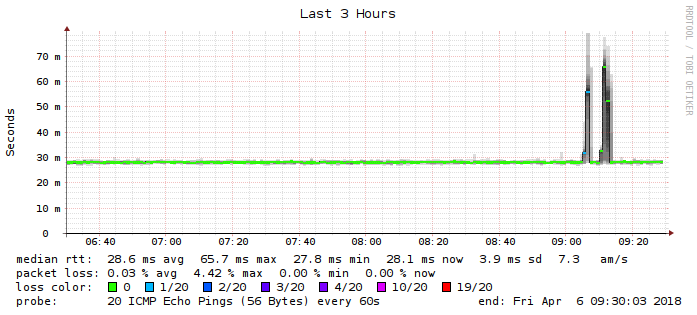 Last 3 Hours
RRDTOOL / TOBI OETIKER
Seconds
70 m
60 m
50 m
40 m
30 m
20 m
10 m
0
06:40 07:00 07:20 07:40 08:00 08:20 08:40 09:00 09:20
median rtt: 28.6 ms avg 65.7 ms max 27.8 ms min 28.1 ms now 3.9 ms sd 7.3 am/s
packet loss: 0.03 % avg 4.42 % max 0.00 % min 0.00 % now
loss color: 0 1/20 2/20 3/20 4/20 10/20 19/20
probe: 20 ICMP Echo Pings (56 Bytes) every 60s end: Fri Apr 6 09:30:03 2018